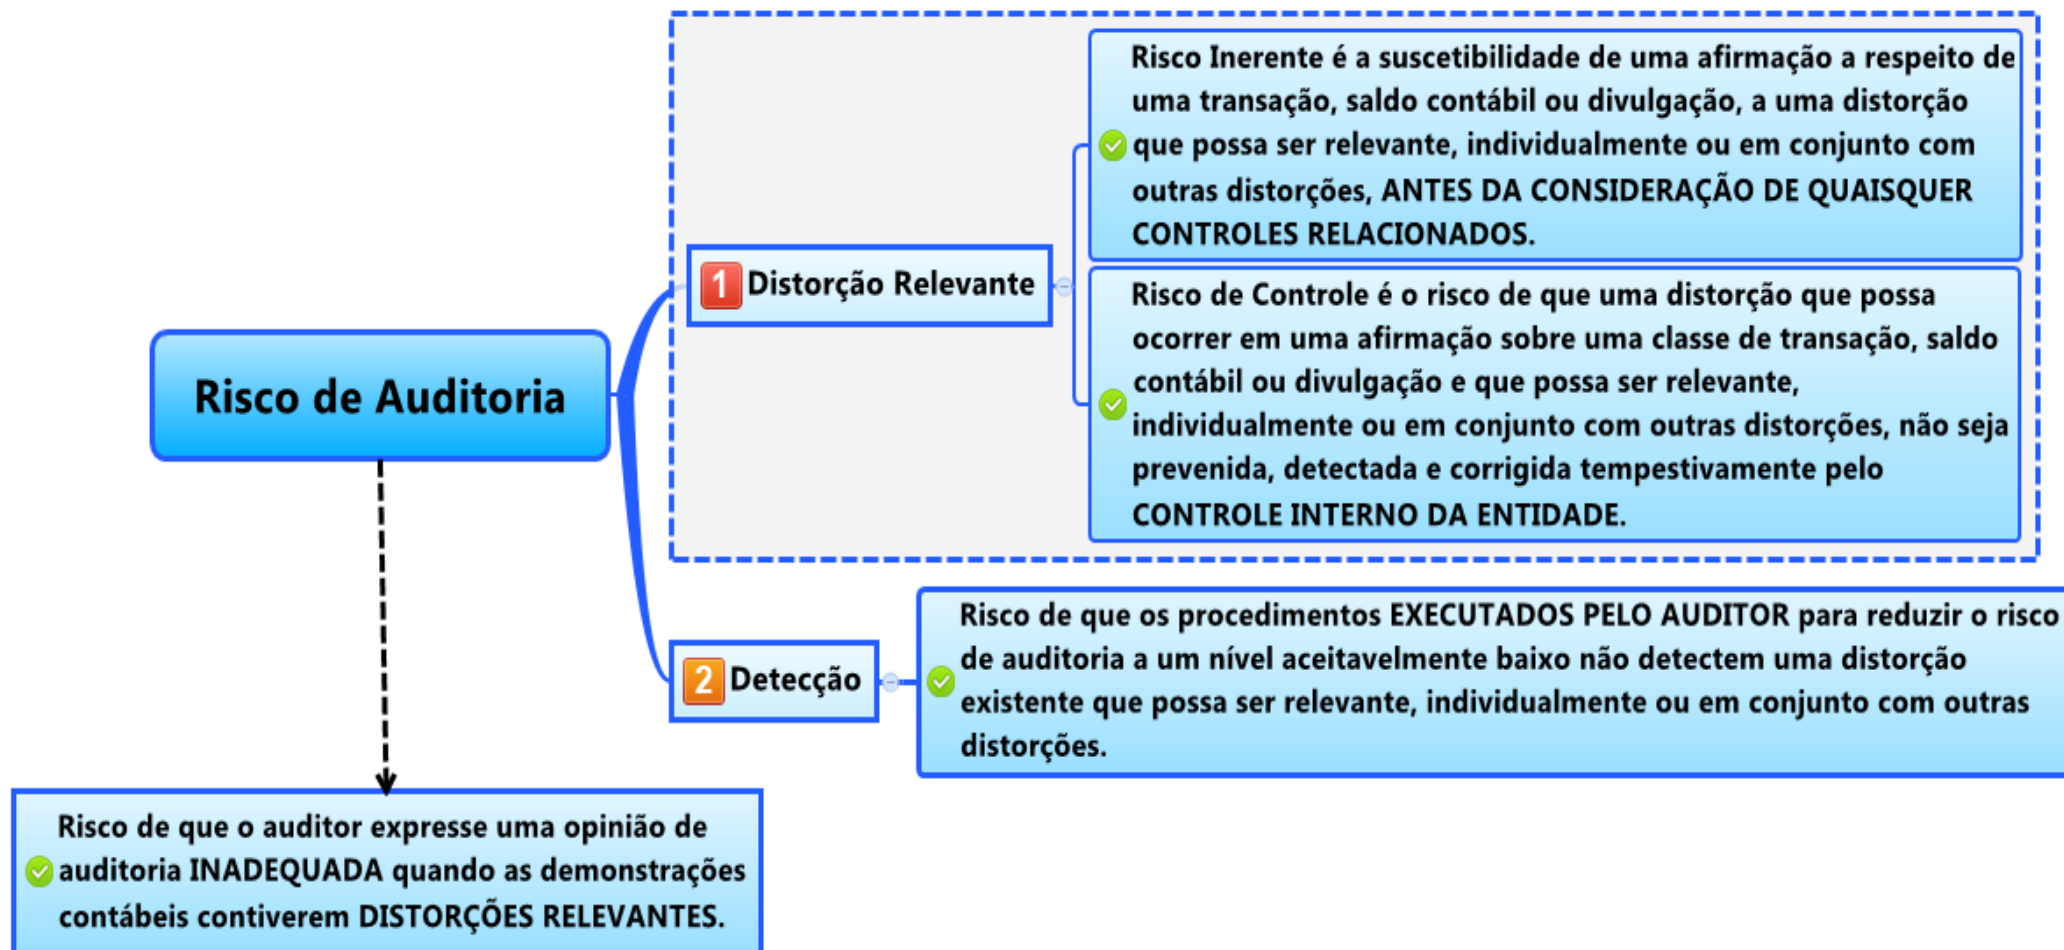 Risco de Auditoria
1 Distorção Relevante
Risco Inerente é a suscetibilidade de uma afirmação a respeito de
uma transação, saldo contábil ou divulgação, a uma distorção
que possa ser relevante, individualmente ou em conjunto com
outras distorções, ANTES DA CONSIDERAÇÃO DE QUAISQUER
CONTROLES RELACIONADOS.
Risco de Controle é o risco de que uma distorção que possa
ocorrer em uma afirmação sobre uma classe de transação, saldo
contábil ou divulgação e que possa ser relevante,
individualmente ou em conjunto com outras distorções, não seja
prevenida, detectada e corrigida tempestivamente pelo
CONTROLE INTERNO DA ENTIDADE.
2 Detecção
Risco de que os procedimentos EXECUTADOS PELO AUDITOR para reduzir o risco
de auditoria a um nível aceitavelmente baixo não detectem uma distorção
existente que possa ser relevante, individualmente ou em conjunto com outras
distorções.
Risco de que o auditor expresse uma opinião de
auditoria INADEQUADA quando as demonstrações
contábeis contiverem DISTORÇÕES RELEVANTES.